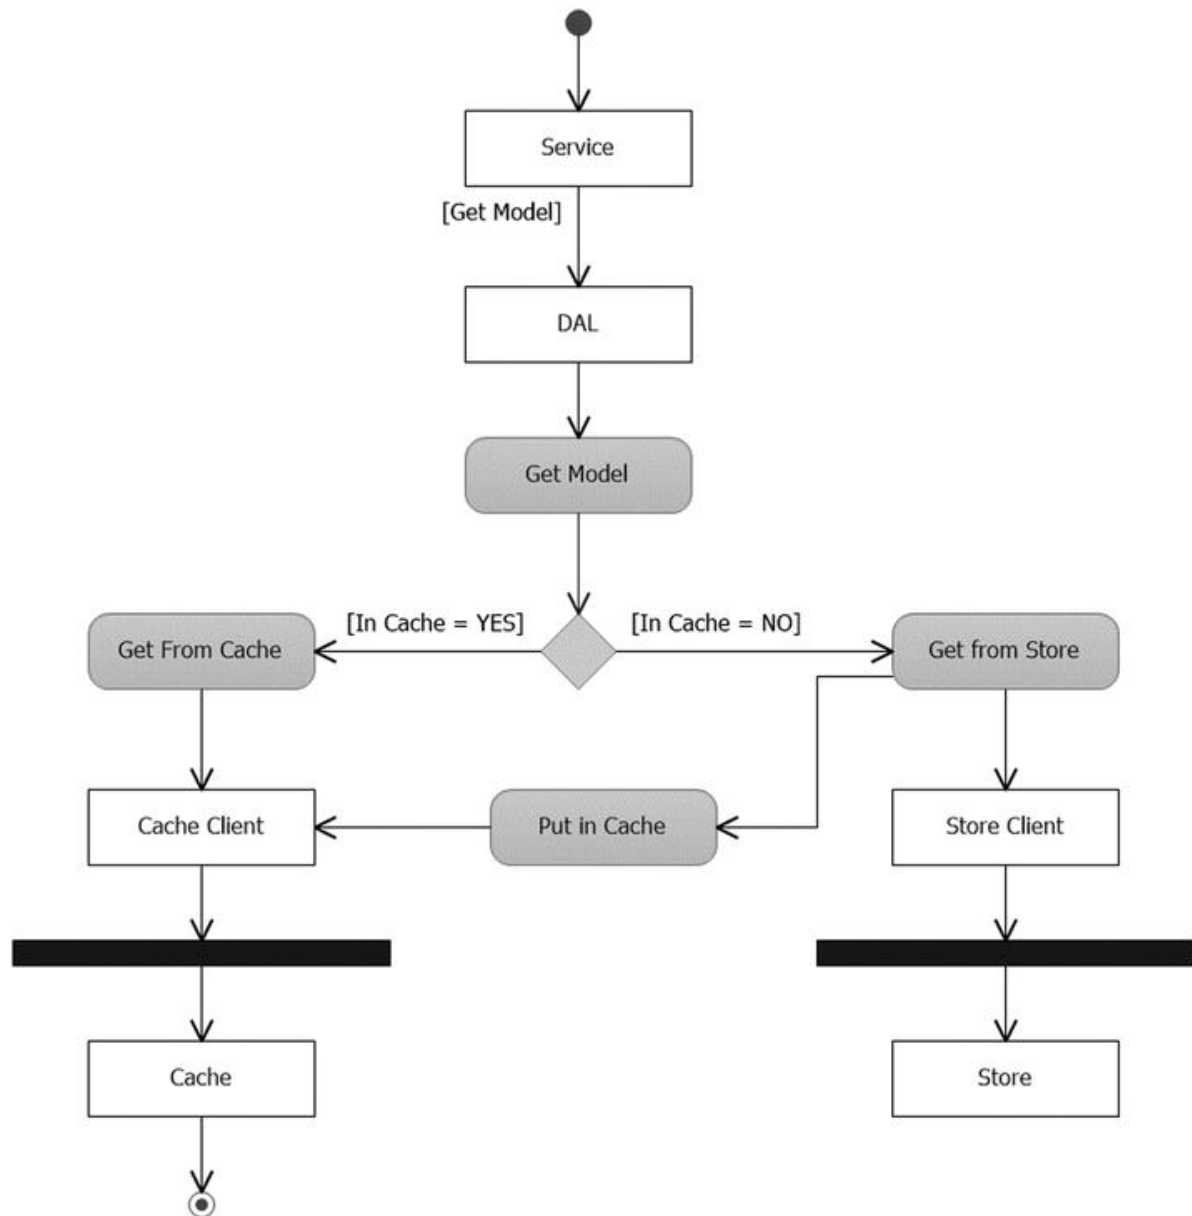 Service
[Get Model]
DAL
Get Model
[In Cache = YES]
[In Cache = NO]
Get From Cache
Get from Store
Cache Client
Put in Cache
Store Client
Cache
Store